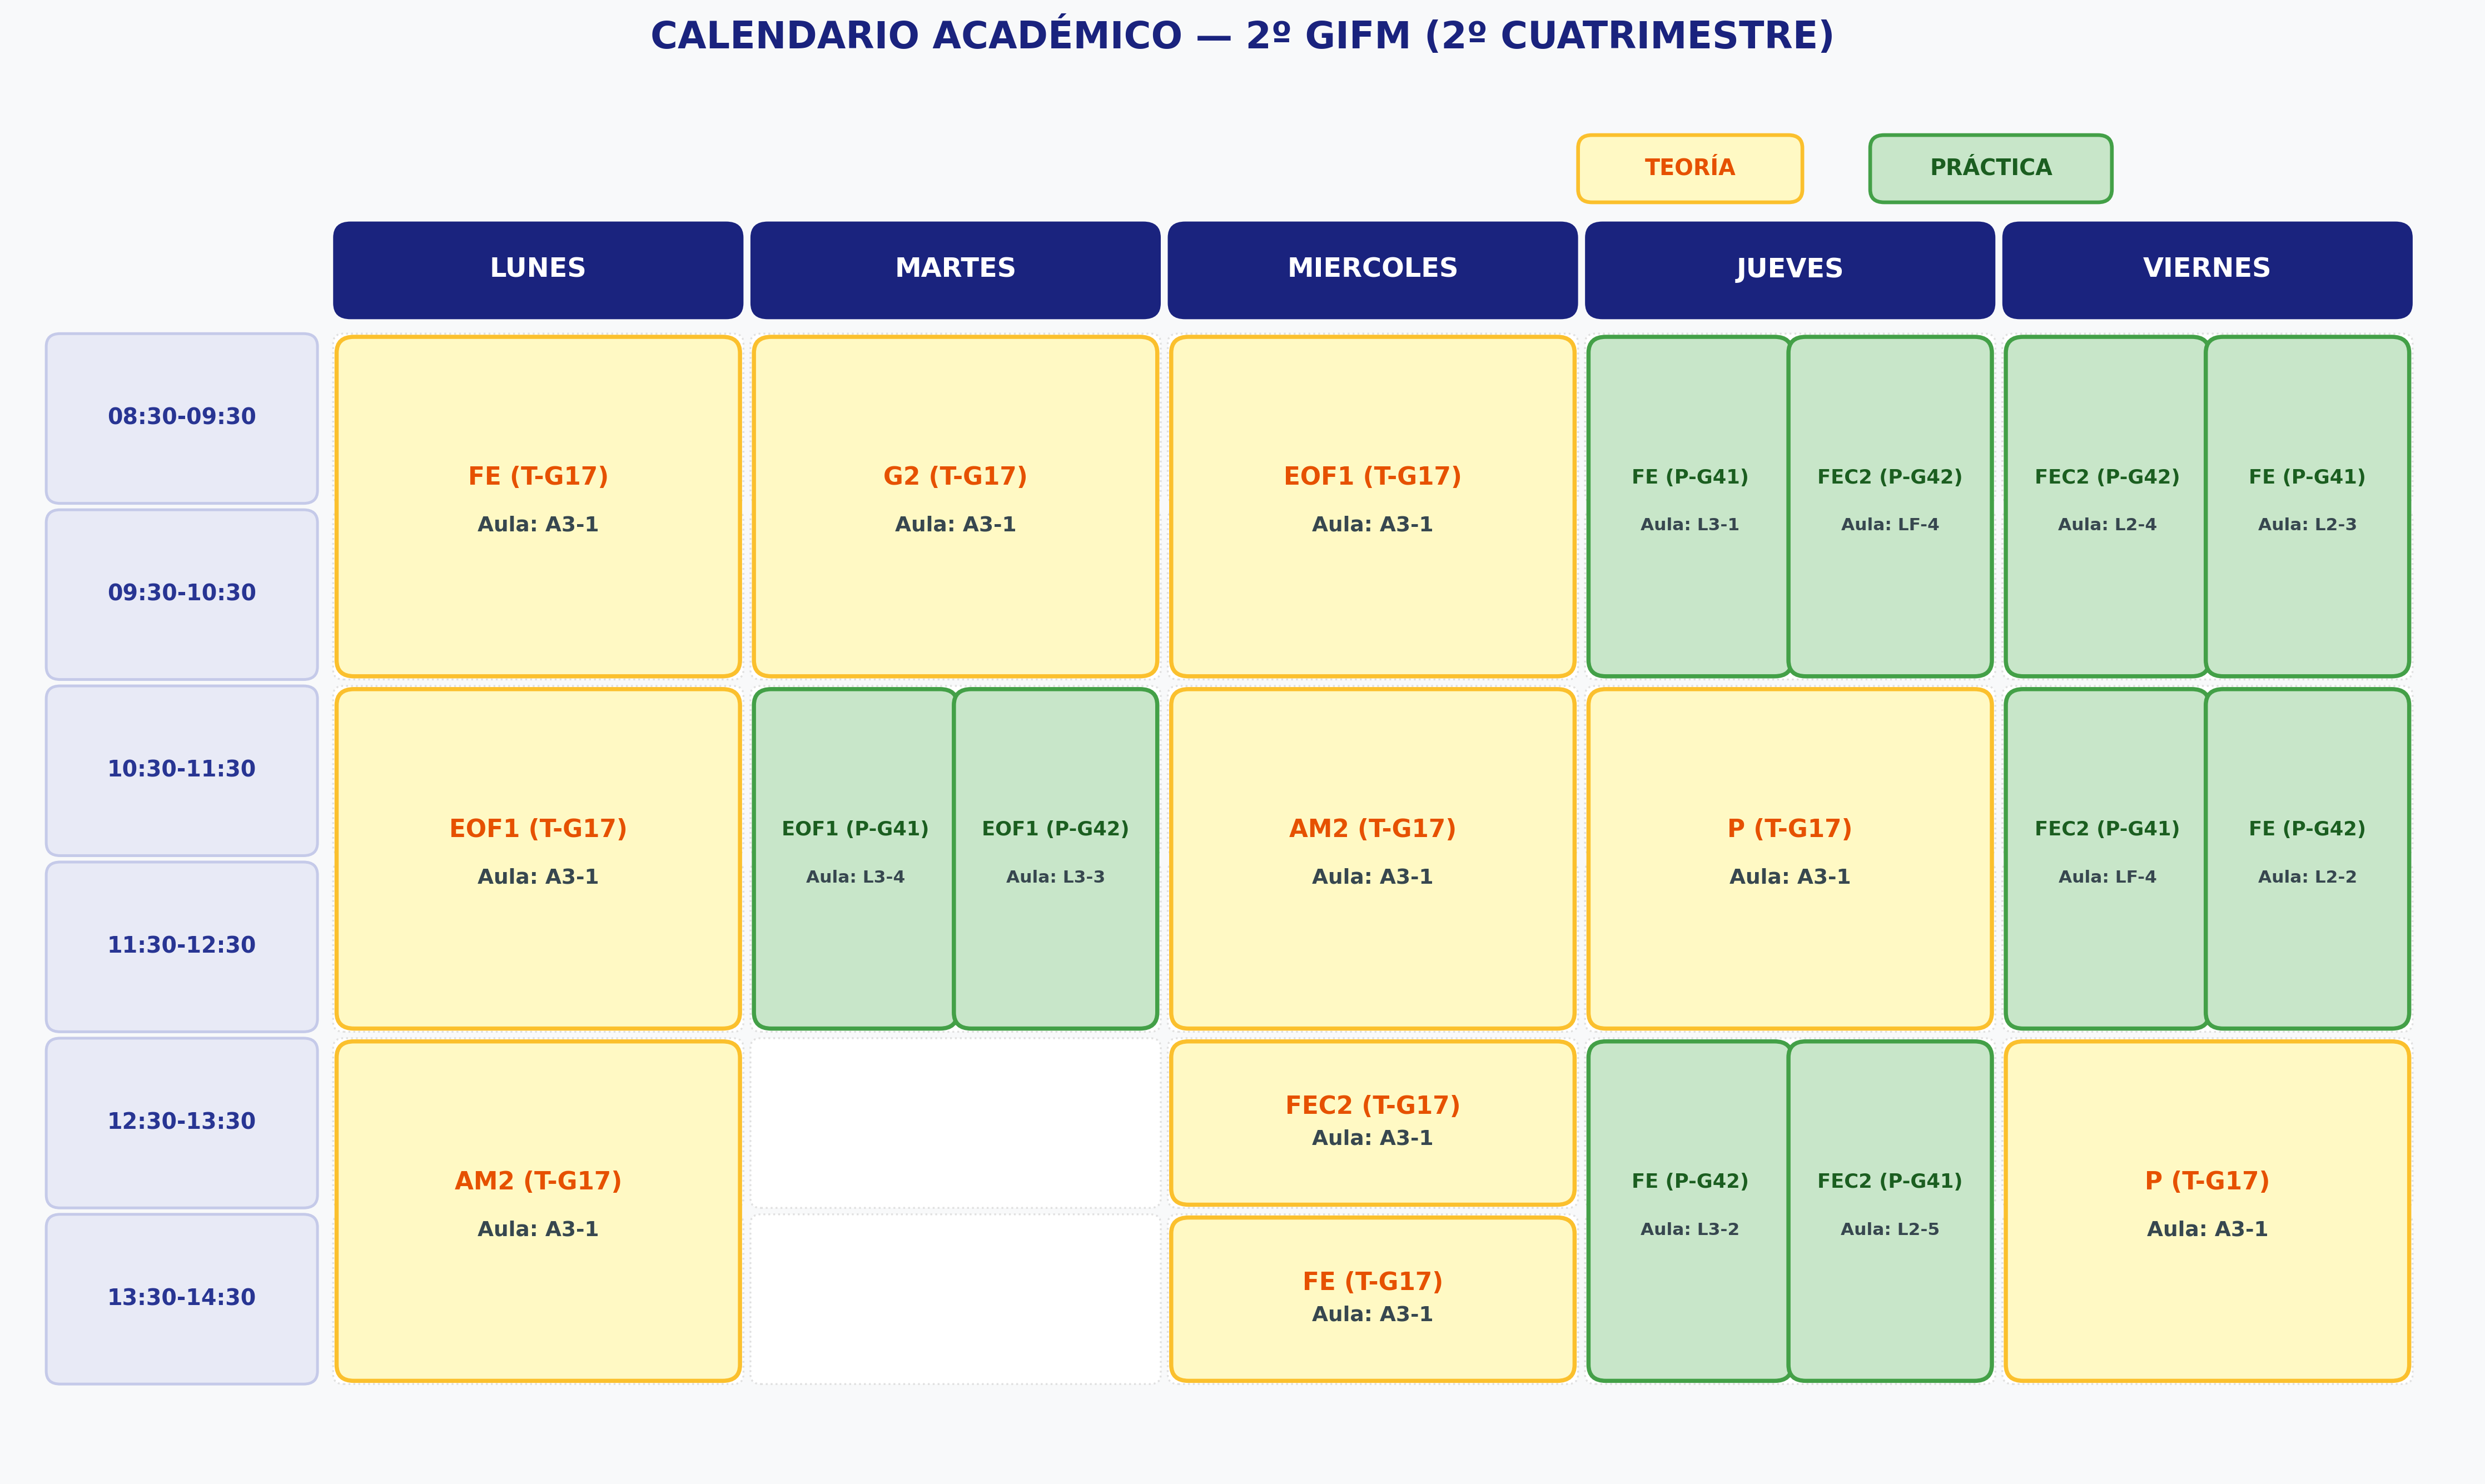 CALENDARIO ACADÉMICO — 2º GIFM (2º CUATRIMESTRE)
TEORÍA
PRÁCTICA
LUNES
MARTES
MIERCOLES
JUEVES
VIERNES
08:30-09:30
09:30-10:30
FE (T-G17)
Aula: A3-1
G2 (T-G17)
Aula: A3-1
EOF1 (T-G17)
Aula: A3-1
FE (P-G41)
Aula: L3-1
FEC2 (P-G42)
Aula: LF-4
FEC2 (P-G42)
Aula: L2-4
FE (P-G41)
Aula: L2-3
10:30-11:30
11:30-12:30
EOF1 (T-G17)
Aula: A3-1
EOF1 (P-G41)
Aula: L3-4
EOF1 (P-G42)
Aula: L3-3
AM2 (T-G17)
Aula: A3-1
P (T-G17)
Aula: A3-1
FEC2 (P-G41)
Aula: LF-4
FE (P-G42)
Aula: L2-2
12:30-13:30
13:30-14:30
AM2 (T-G17)
Aula: A3-1
FEC2 (T-G17)
Aula: A3-1
FE (T-G17)
Aula: A3-1
FE (P-G42)
Aula: L3-2
FEC2 (P-G41)
Aula: L2-5
P (T-G17)
Aula: A3-1